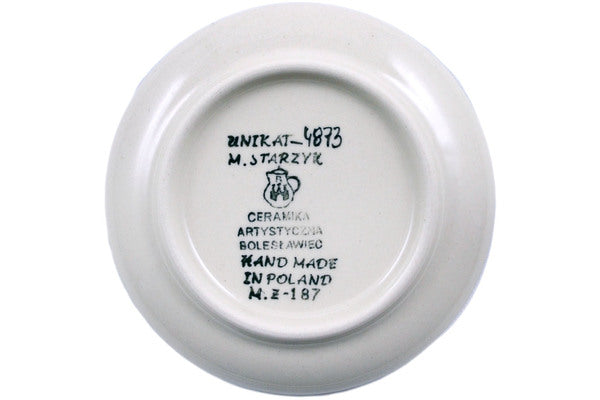 UNIKAT-4873
M. STARZYK
CERAMIKA
ARTYSTYCZNA
BOLESŁAWIEC
HAND MADE
IN POLAND
M.Z-187